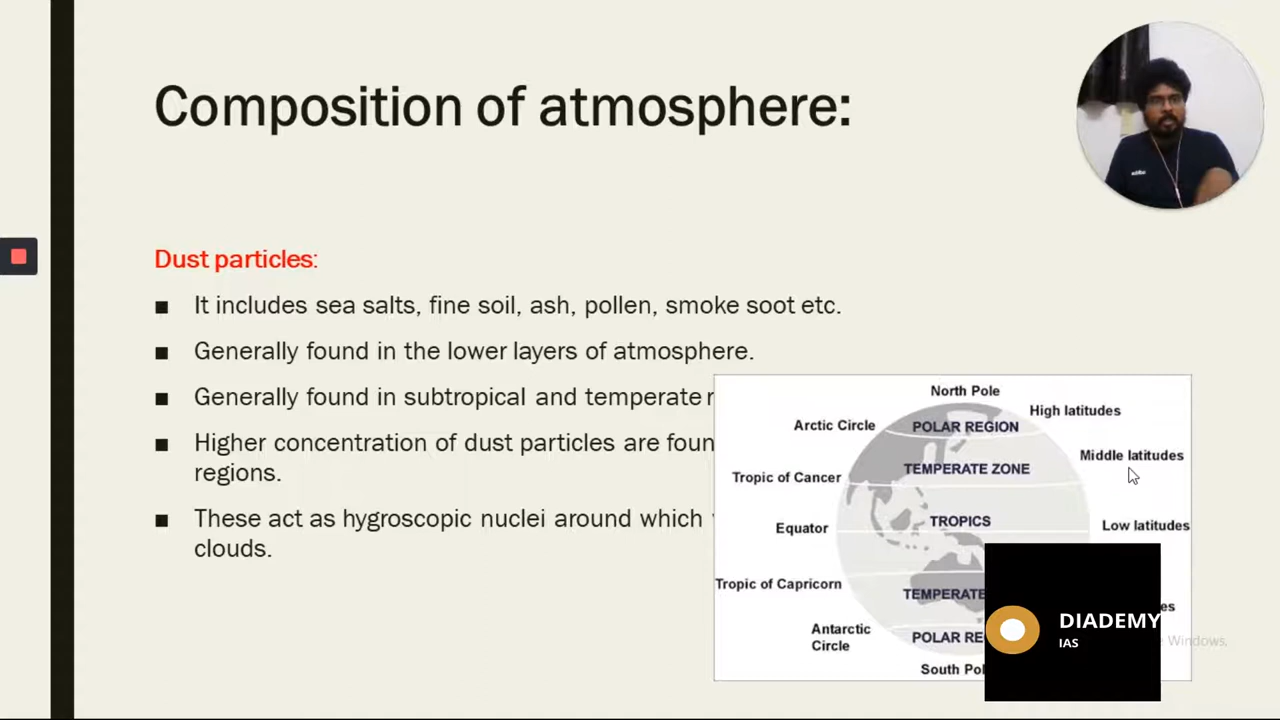 Composition of atmosphere:
Dust particles:
It includes sea salts, fine soil, ash, pollen, smoke soot etc.
Generally found in the lower layers of atmosphere.
Generally found in subtropical and temperate
Higher concentration of dust particles are
regions.
These act as hygroscopic nuclei around which
clouds.
North Pole
High latitudes
Arctic Circle
POLAR REGION
Middle latitudes
TEMPERATE ZONE
Tropic of Cancer
TROPICS
Low latitudes
Equator
Tropic of Capricorn
TEMPERATE
Antarctic
Circle
POLAR
South
DIADEMY
IAS
Windows,